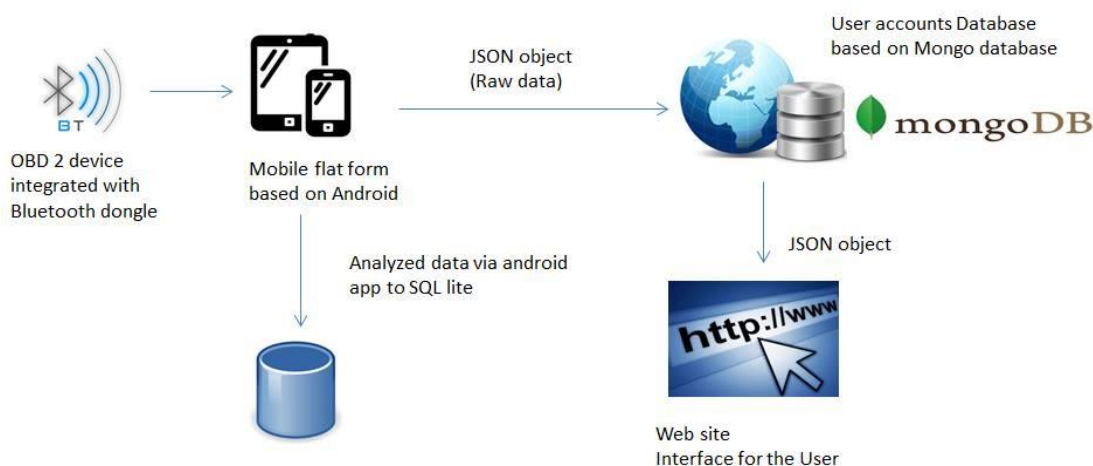 BT
OBD 2 device
integrated with
Bluetooth dongle
Mobile flat form
based on Android
JSON object
(Raw data)
User accounts Database
based on Mongo database
mongoDB
Analyzed data via android
app to SQL lite
JSON object
http://www
Web site
Interface for the User